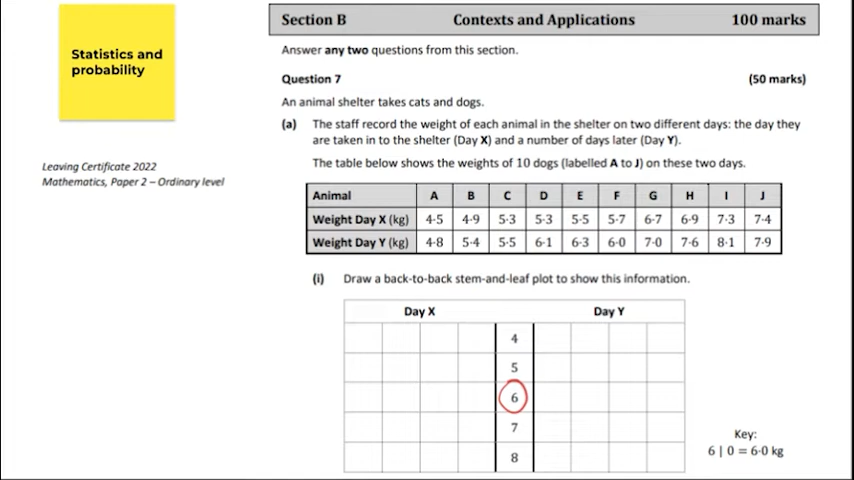 Statistics and
probability
Leaving Certificate 2022
Mathematics, Paper 2 – Ordinary level
Section B Contexts and Applications 100 marks
Answer any two questions from this section.
Question 7 (50 marks)
An animal shelter takes cats and dogs.
(a) The staff record the weight of each animal in the shelter on two different days: the day they
are taken in to the shelter (Day X) and a number of days later (Day Y).
The table below shows the weights of 10 dogs (labelled A to J) on these two days.
Animal A B C D E F G H I J
Weight Day X (kg) 4·5 4·9 5·3 5·3 5·5 5·7 6·7 6·9 7·3 7·4
Weight Day Y (kg) 4·8 5·4 5·5 6·1 6·3 6·0 7·0 7·6 8·1 7·9
(i) Draw a back-to-back stem-and-leaf plot to show this information.
Day X Day Y
4
5
6
7
8
Key:
6 | 0 = 6·0 kg